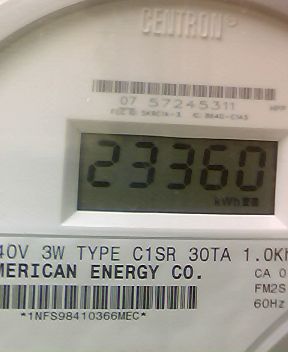 CENTRON®
07 57245311
23360
kWh
40V 3W TYPE C1SR 30TA 1.0Kh
MERICAN ENERGY CO.
CA 0
FM2S
60Hz
*1NFS98410366MEC*